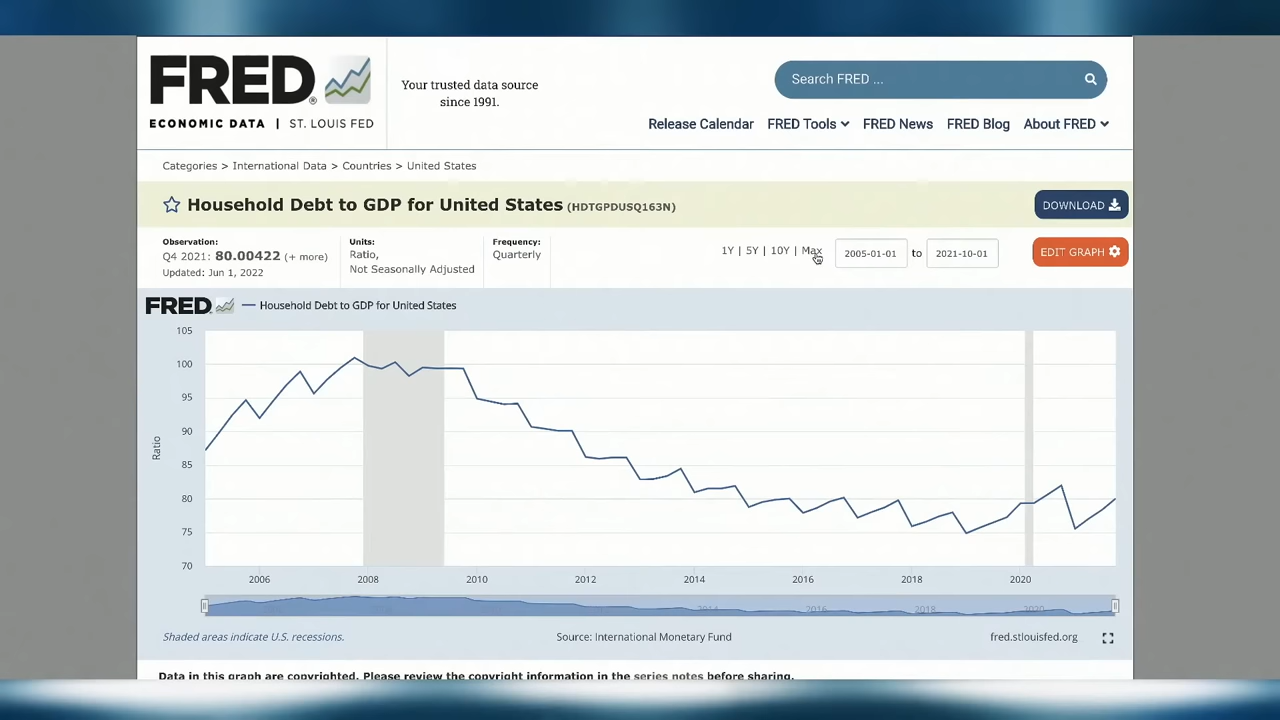 FRED®
ECONOMIC DATA | ST. LOUIS FED
Your trusted data source
since 1991.
Search FRED ...
Release Calendar FRED Tools FRED News FRED Blog About FRED
Categories > International Data > Countries > United States
Household Debt to GDP for United States (HDTGPDUSQ163N)
DOWNLOAD
Observation:
Q4 2021: 80.00422 (+ more)
Updated: Jun 1, 2022
Units:
Ratio,
Not Seasonally Adjusted
Frequency:
Quarterly
1Y | 5Y | 10Y | Max
2005-01-01 to 2021-10-01
EDIT GRAPH
FRED Household Debt to GDP for United States
105
100
95
90
85
80
75
70
Ratio
2006 2008 2010 2012 2014 2016 2018 2020
2014 2016 2018 2020
Shaded areas indicate U.S. recessions.
Source: International Monetary Fund
fred.stlouisfed.org
Data in this graph are copyrighted. Please review the copyright information in the series notes before sharing.